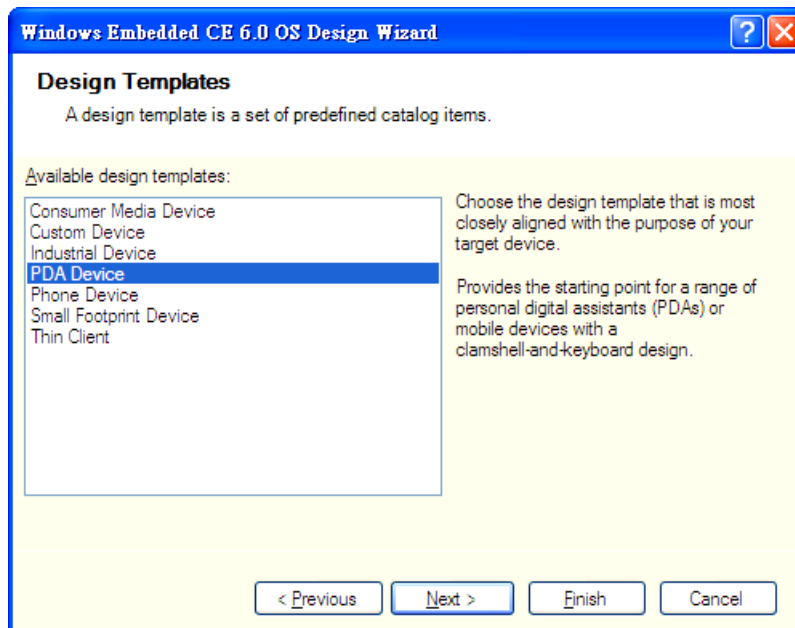 Windows Embedded CE 6.0 OS Design Wizard
Design Templates
A design template is a set of predefined catalog items.
Available design templates:
Consumer Media Device
Custom Device
Industrial Device
PDA Device
Phone Device
Small Footprint Device
Thin Client
Choose the design template that is most
closely aligned with the purpose of your
target device.
Provides the starting point for a range of
personal digital assistants (PDAs) or
mobile devices with a
clamshell-and-keyboard design.
< Previous
Next >
Finish
Cancel